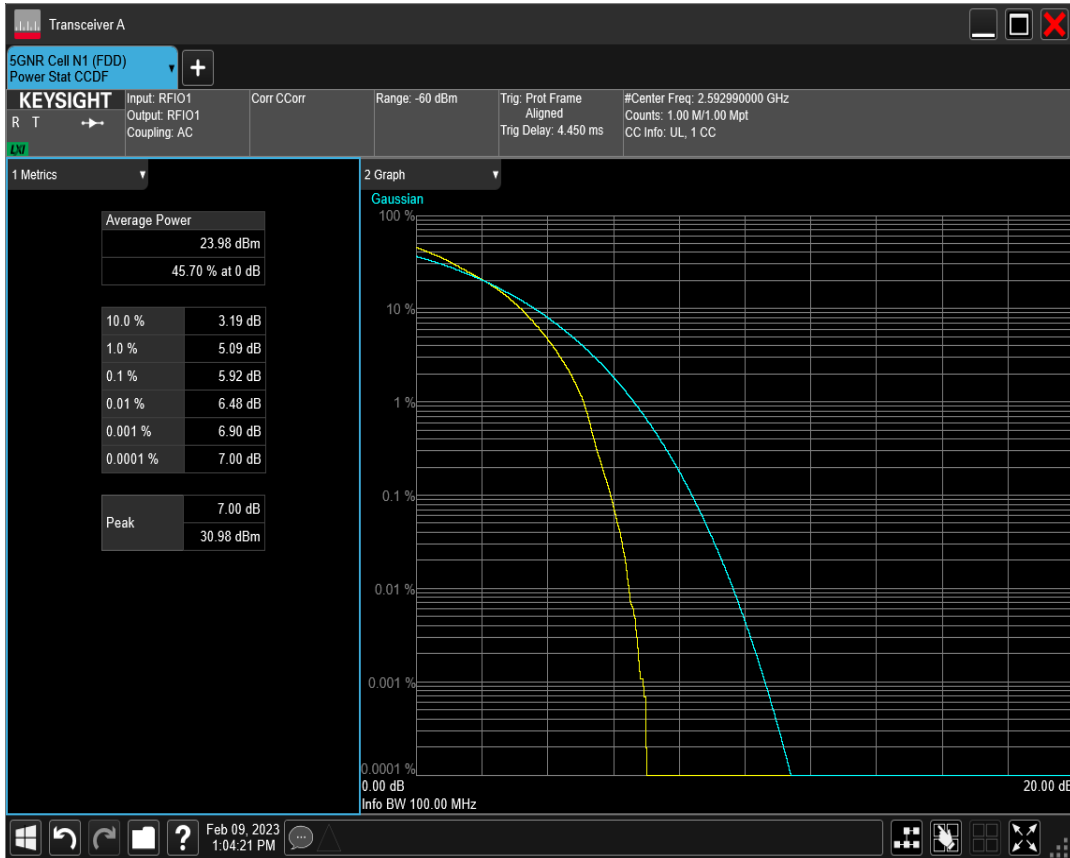 Transceiver A
5GNR Cell N1 (FDD)
Power Stat CCDF
+
KEYSIGHT
R T
LXI
Input: RFIO1
Output: RFIO1
Coupling: AC
Corr CCorr
Range: -60 dBm
Trig: Prot Frame
Aligned
Trig Delay: 4.450 ms
#Center Freq: 2.592990000 GHz
Counts: 1.00 M/1.00 Mpt
CC Info: UL, 1 CC
1 Metrics
Average Power
23.98 dBm
45.70 % at 0 dB
10.0 % 3.19 dB
1.0 % 5.09 dB
0.1 % 5.92 dB
0.01 % 6.48 dB
0.001 % 6.90 dB
0.0001 % 7.00 dB
Peak
7.00 dB
30.98 dBm
2 Graph
Gaussian
100 %
10 %
1 %
0.1 %
0.01 %
0.001 %
0.0001 %
0.00 dB 20.00 dB
Info BW 100.00 MHz
?
Feb 09, 2023
1:04:21 PM